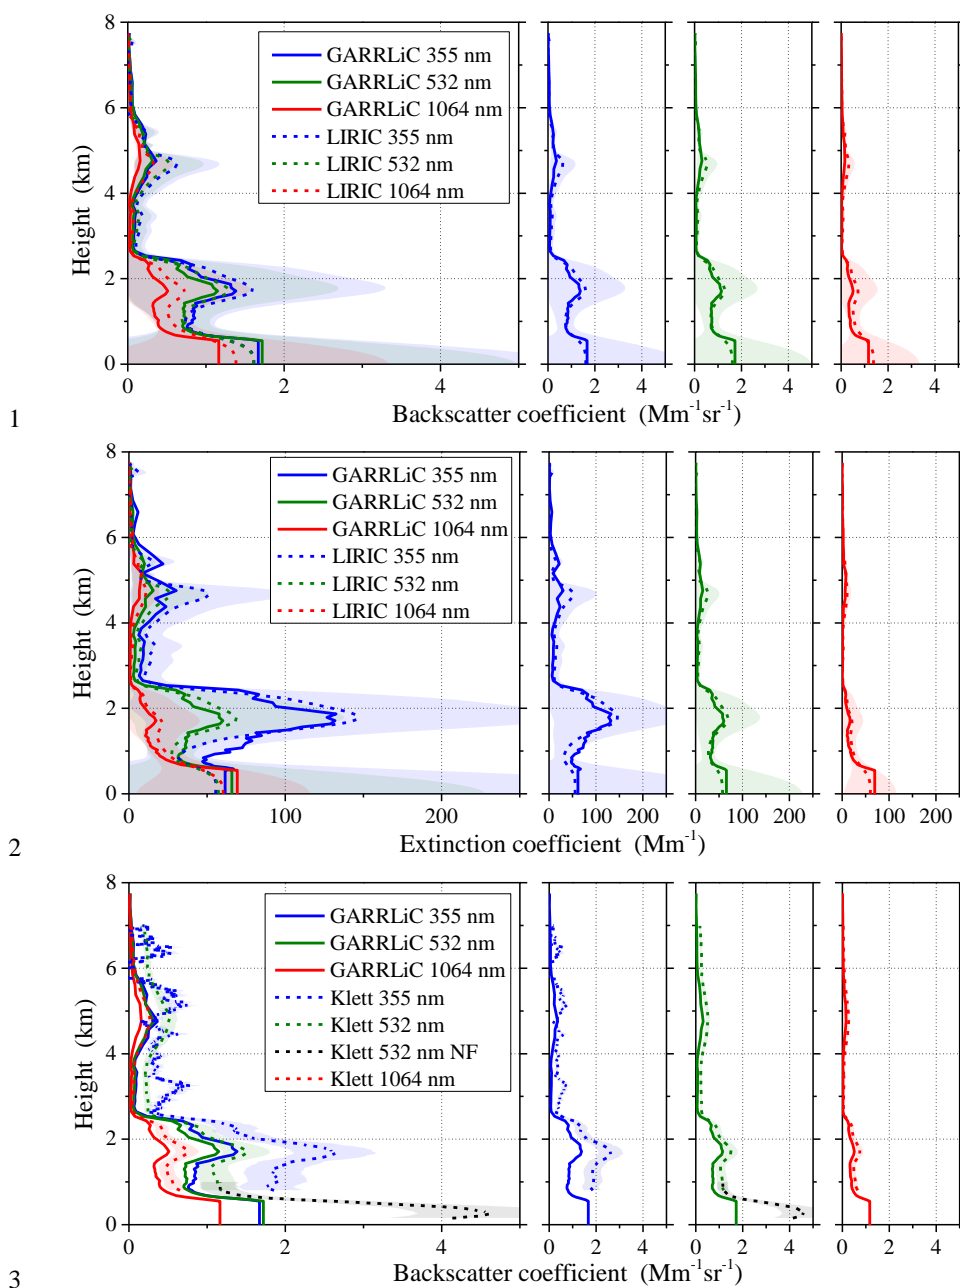 8
6
4
2
0
Height (km)
GARRLiC 355 nm
GARRLiC 532 nm
GARRLiC 1064 nm
LIRIC 355 nm
LIRIC 532 nm
LIRIC 1064 nm
0 2 4 0 2 4 0 2 4 0 2 4
Backscatter coefficient (Mm⁻¹sr⁻¹)
1
8
6
4
2
0
Height (km)
GARRLiC 355 nm
GARRLiC 532 nm
GARRLiC 1064 nm
LIRIC 355 nm
LIRIC 532 nm
LIRIC 1064 nm
0 100 200 0 100 200 0 100 200 0 100 200
Extinction coefficient (Mm⁻¹)
2
8
6
4
2
0
Height (km)
GARRLiC 355 nm
GARRLiC 532 nm
GARRLiC 1064 nm
Klett 355 nm
Klett 532 nm
Klett 532 nm NF
Klett 1064 nm
0 2 4 0 2 4 0 2 4 0 2 4
Backscatter coefficient (Mm⁻¹sr⁻¹)
3